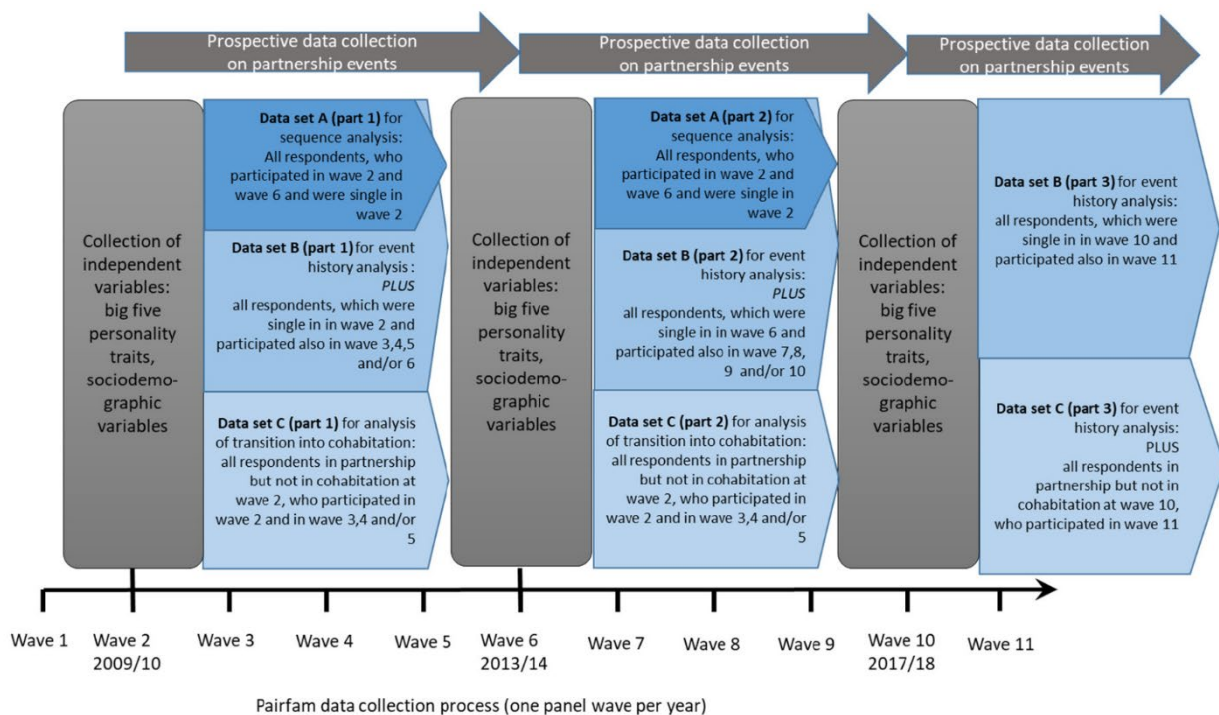 Prospective data collection
on partnership events
Prospective data collection
on partnership events
Prospective data collection
on partnership events
Collection of
independent
variables:
big five
personality
traits,
sociodemo-
graphic
variables
Data set A (part 1) for
sequence analysis:
All respondents, who
participated in wave 2 and
wave 6 and were single in
wave 2
Data set B (part 1) for event
history analysis :
PLUS
all respondents, which were
single in in wave 2 and
participated also in wave 3,4,5
and/or 6
Data set C (part 1) for analysis
of transition into cohabitation:
all respondents in partnership
but not in cohabitation at
wave 2, who participated in
wave 2 and in wave 3,4 and/or
5
Collection of
independent
variables:
big five
personality
traits,
sociodemo-
graphic
variables
Data set A (part 2) for
sequence analysis:
All respondents, who
participated in wave 2 and
wave 6 and were single in
wave 2
Data set B (part 2) for event
history analysis:
PLUS
all respondents, which were
single in in wave 6 and
participated also in wave 7,8,
9 and/or 10
Data set C (part 2) for analysis
of transition into cohabitation:
all respondents in partnership
but not in cohabitation at
wave 2, who participated in
wave 2 and in wave 3,4 and/or
5
Collection of
independent
variables:
big five
personality
traits,
sociodemo-
graphic
variables
Data set B (part 3) for event
history analysis:
all respondents, which were
single in in wave 10 and
participated also in wave 11
Data set C (part 3) for event
history analysis:
PLUS
all respondents in
partnership but not in
cohabitation at wave 10,
who participated in wave 11
Wave 1
Wave 2
2009/10
Wave 3
Wave 4
Wave 5
Wave 6
2013/14
Wave 7
Wave 8
Wave 9
Wave 10
2017/18
Wave 11
Pairfam data collection process (one panel wave per year)